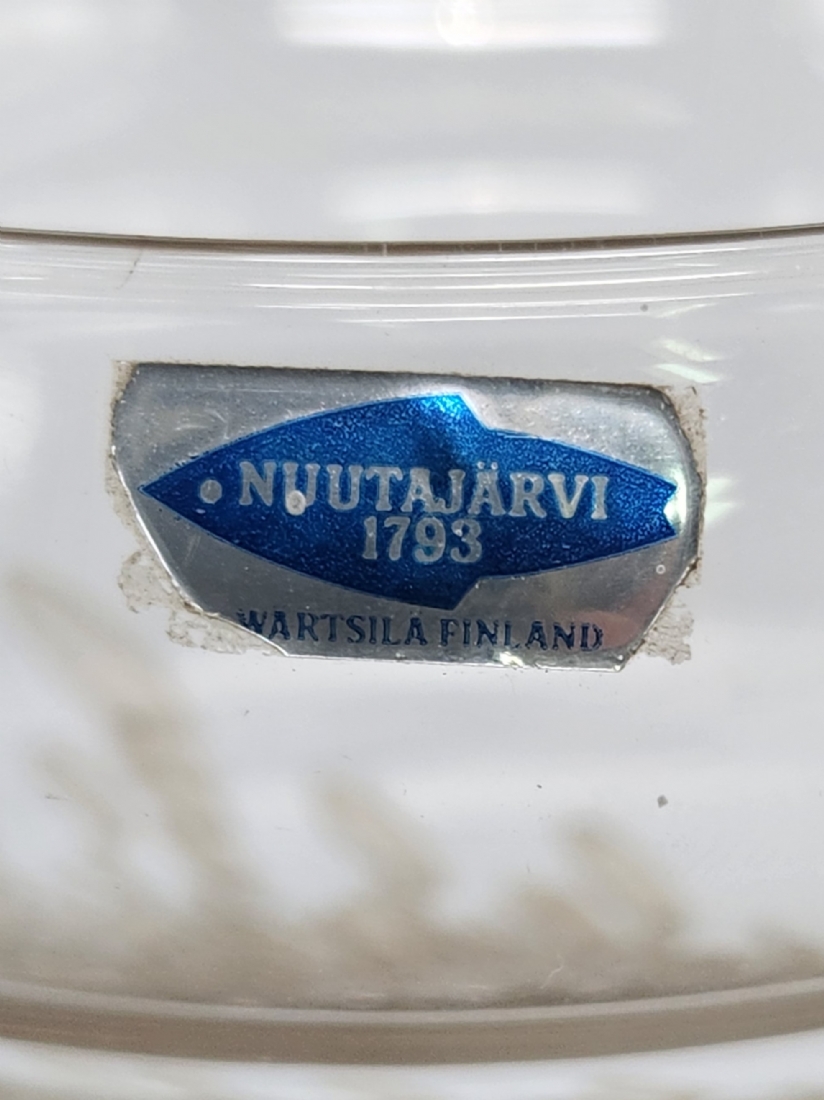 NUUTAJÄRVI
1793
WÄRTSILÄ FINLAND